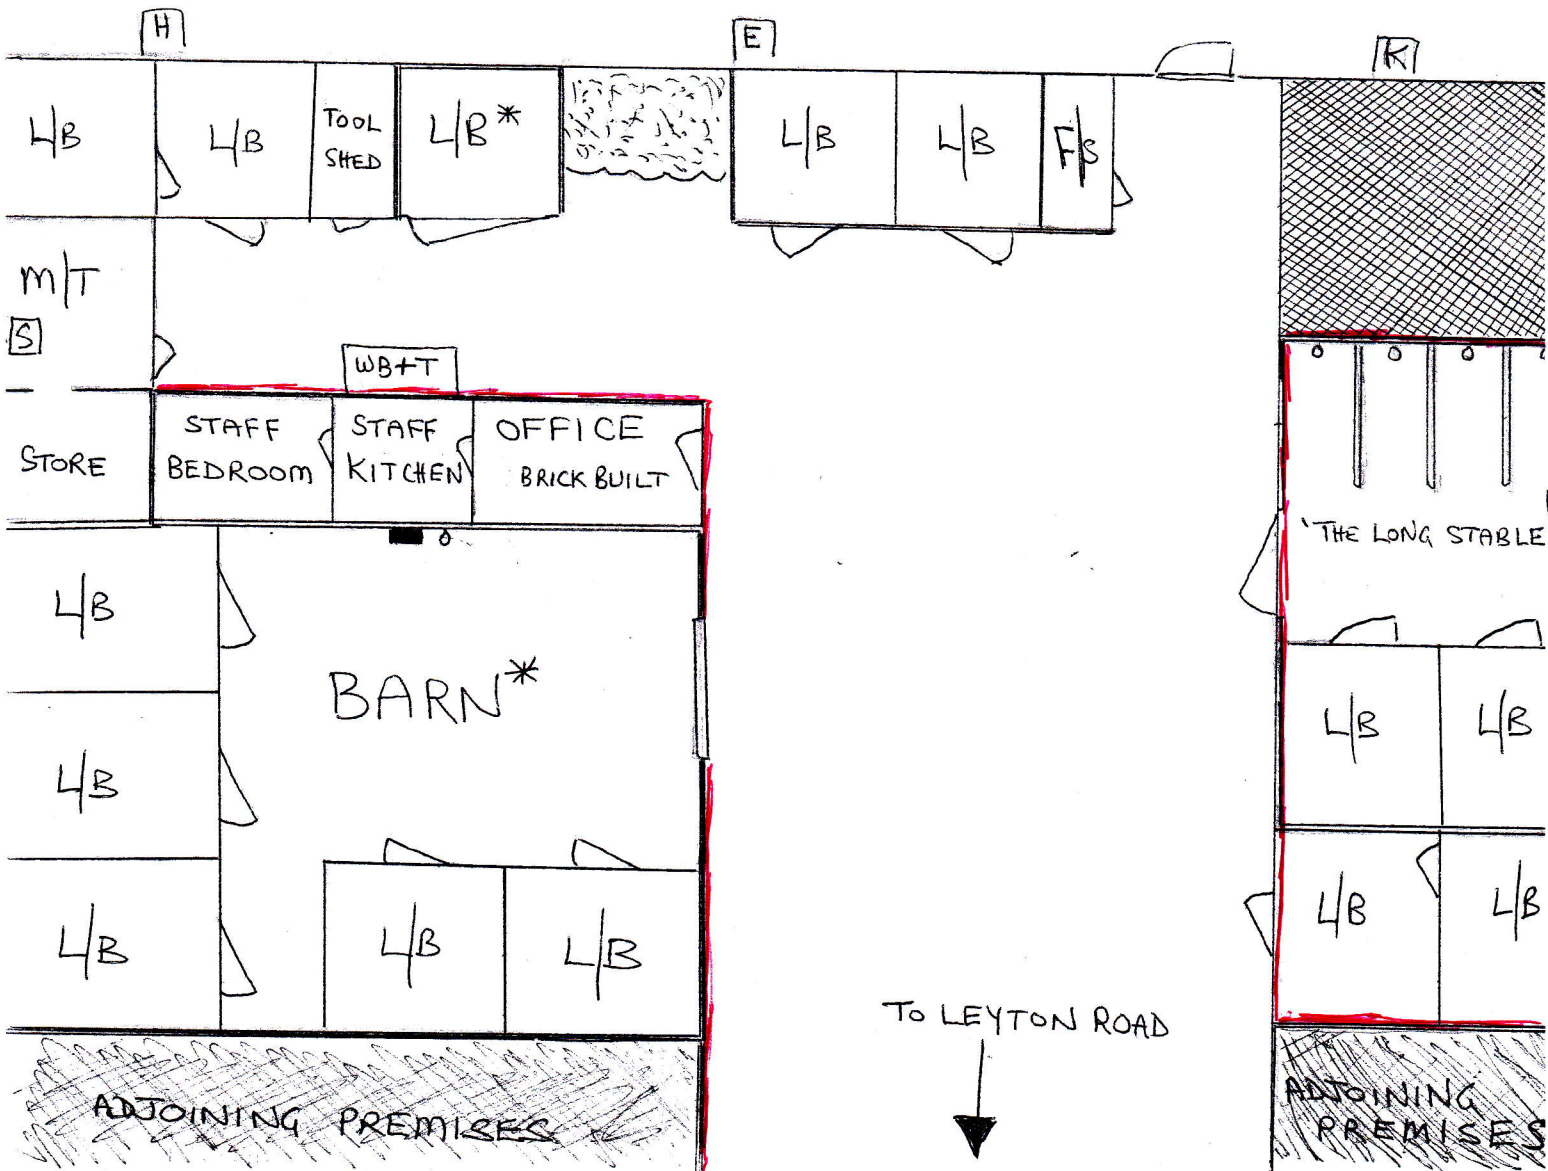 H
E
K
L/B
L/B
TOOL
SHED
L/B*
L/B
L/B
F/S
M/T
S
WB+T
STORE
STAFF
BEDROOM
STAFF
KITCHEN
OFFICE
BRICK BUILT
'THE LONG STABLE
L/B
BARN*
L/B
L/B
L/B
L/B
L/B
L/B
L/B
L/B
L/B
TO LEYTON ROAD
ADJOINING PREMISES
ADJOINING
PREMISES